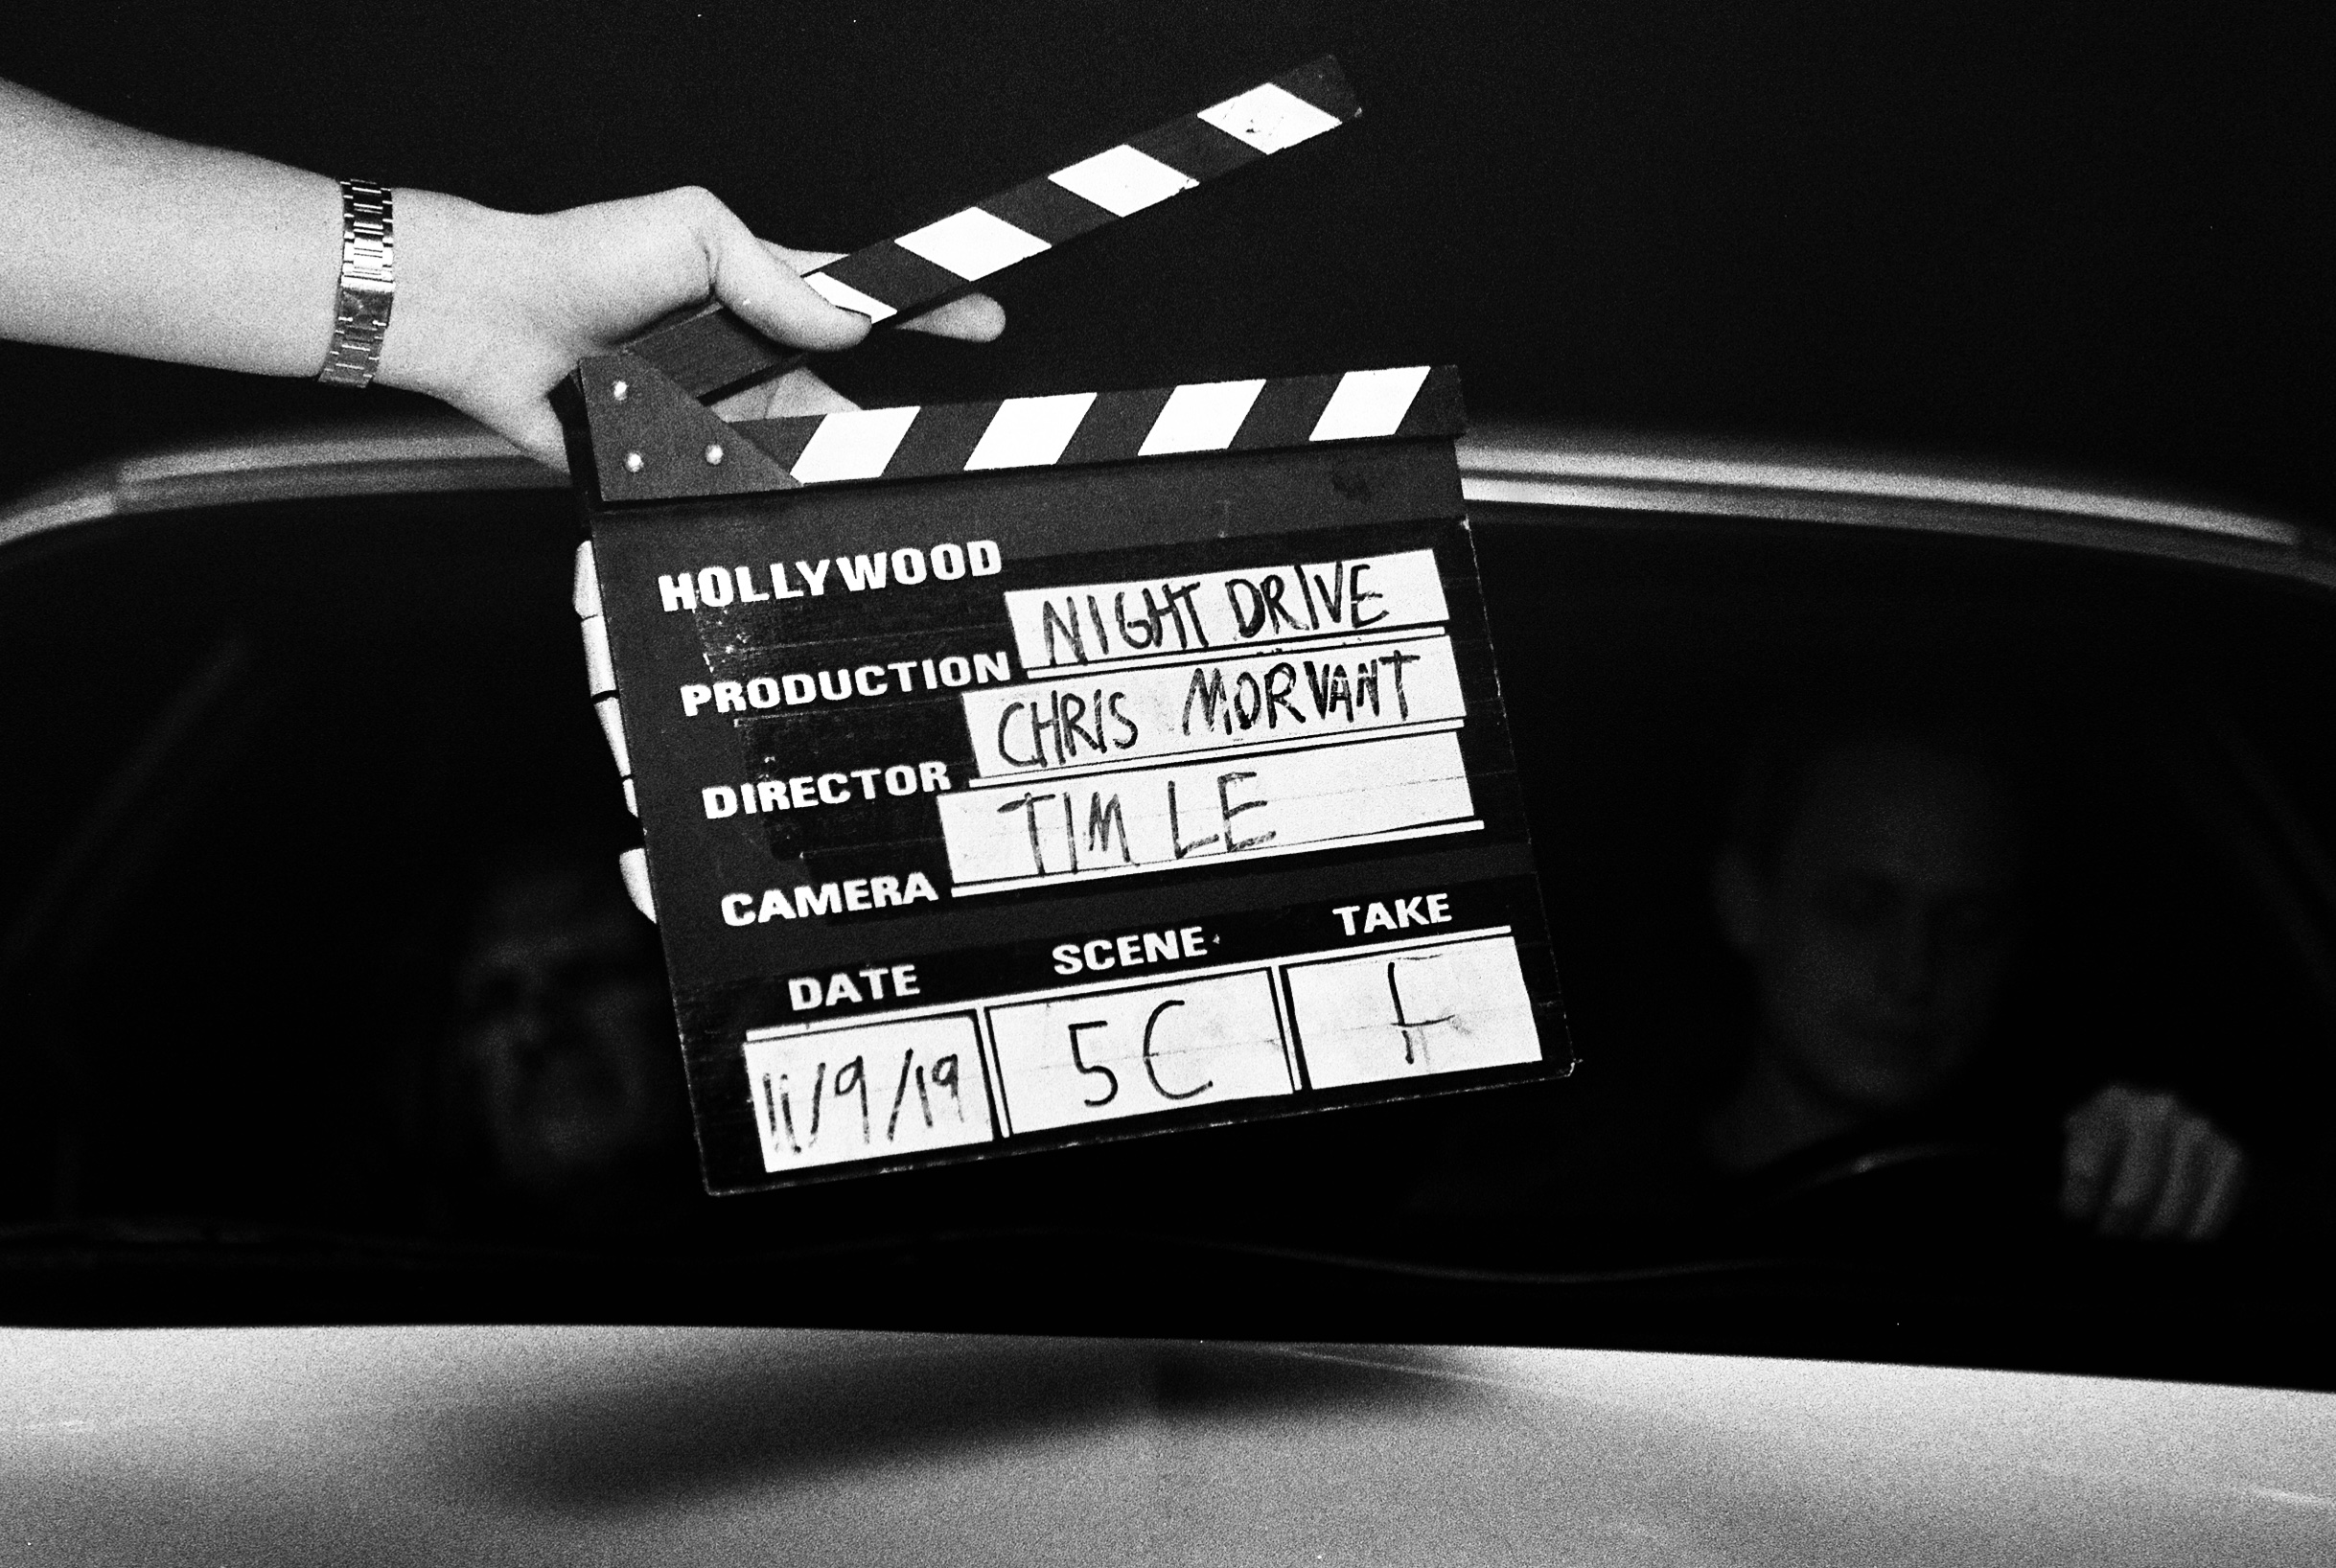 HOLLYWOOD
NIGHT DRIVE
PRODUCTION
CHRIS MORVANT
DIRECTOR
TIM LE
CAMERA
DATE SCENE TAKE
11/9/19 5C